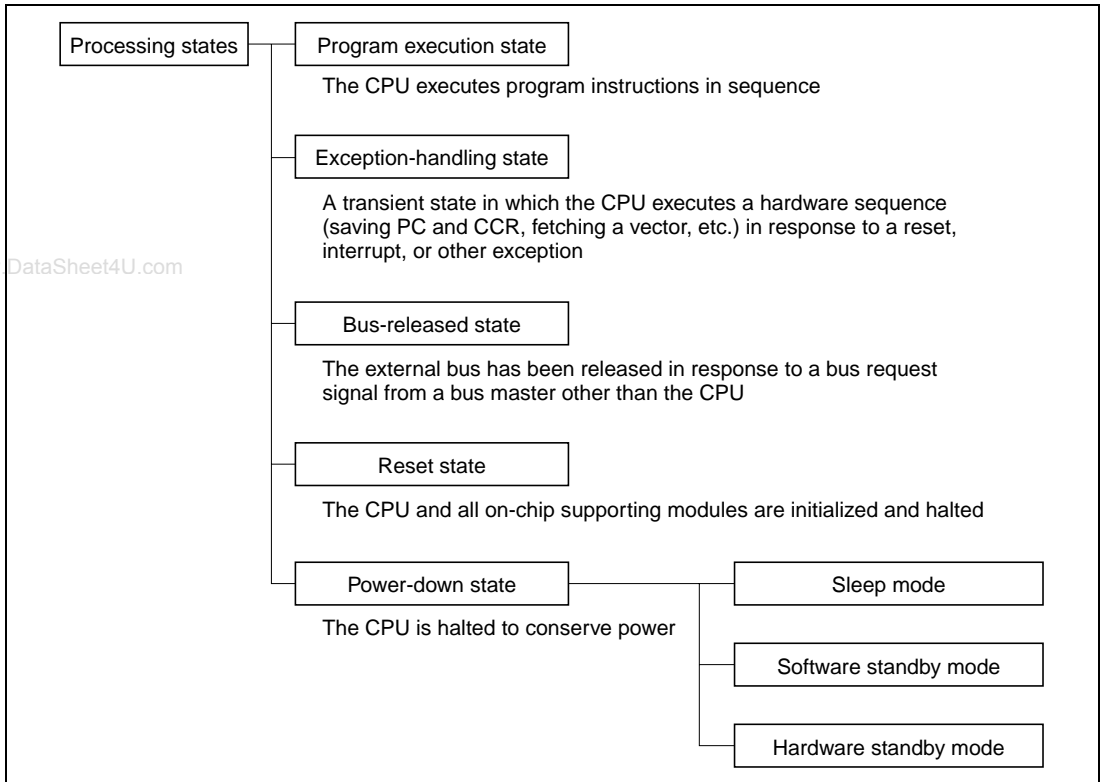 Processing states
Program execution state
The CPU executes program instructions in sequence
Exception-handling state
A transient state in which the CPU executes a hardware sequence
(saving PC and CCR, fetching a vector, etc.) in response to a reset,
interrupt, or other exception
.DataSheet4U.com
Bus-released state
The external bus has been released in response to a bus request
signal from a bus master other than the CPU
Reset state
The CPU and all on-chip supporting modules are initialized and halted
Power-down state
Sleep mode
The CPU is halted to conserve power
Software standby mode
Hardware standby mode